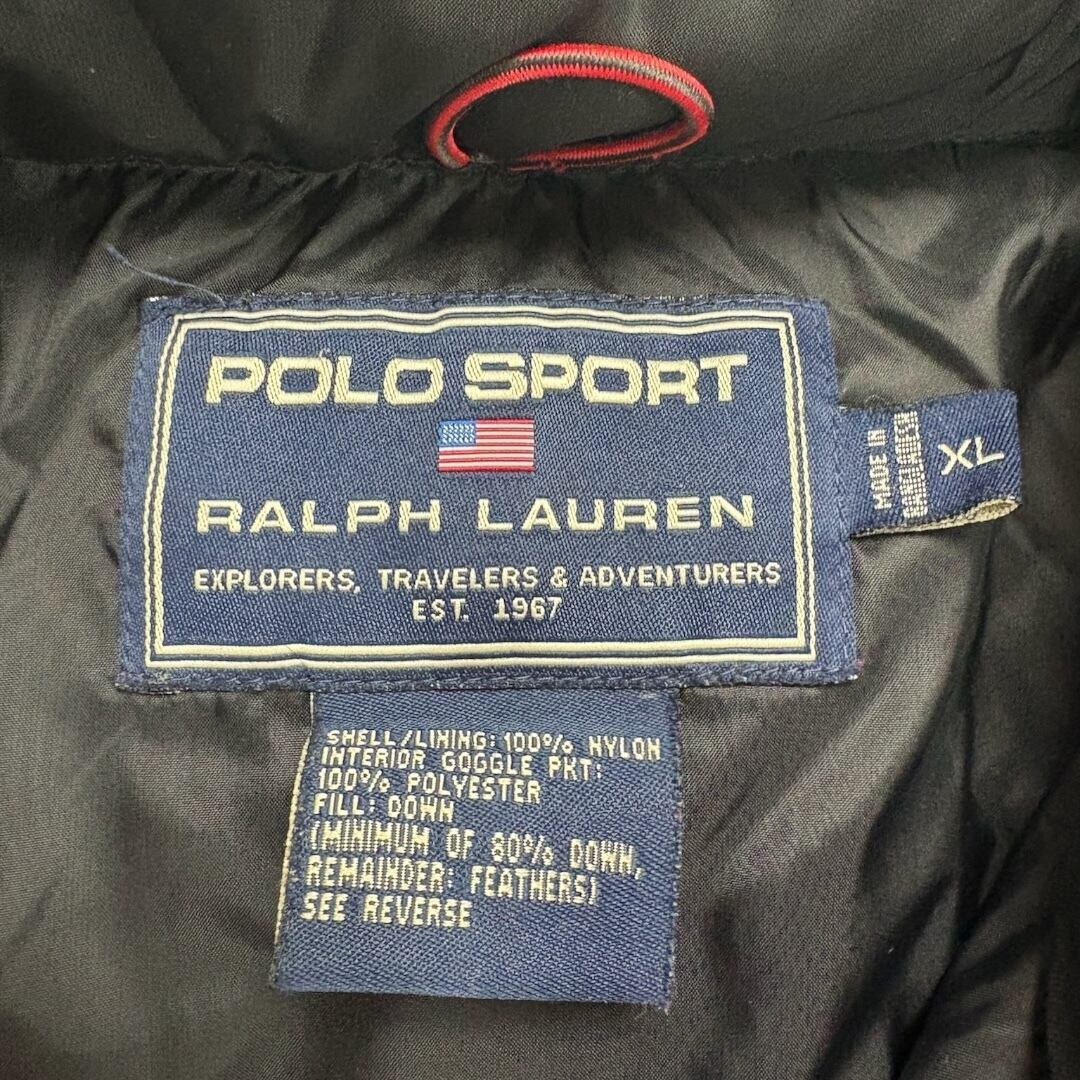 POLO SPORT
RALPH LAUREN
EXPLORERS, TRAVELERS & ADVENTURERS
EST. 1967
MADE IN
XL
SHELL/LINING: 100% NYLON
INTERIOR GOGGLE PKT:
100% POLYESTER
FILL: DOWN
(MINIMUM OF 80% DOWN,
REMAINDER: FEATHERS)
SEE REVERSE